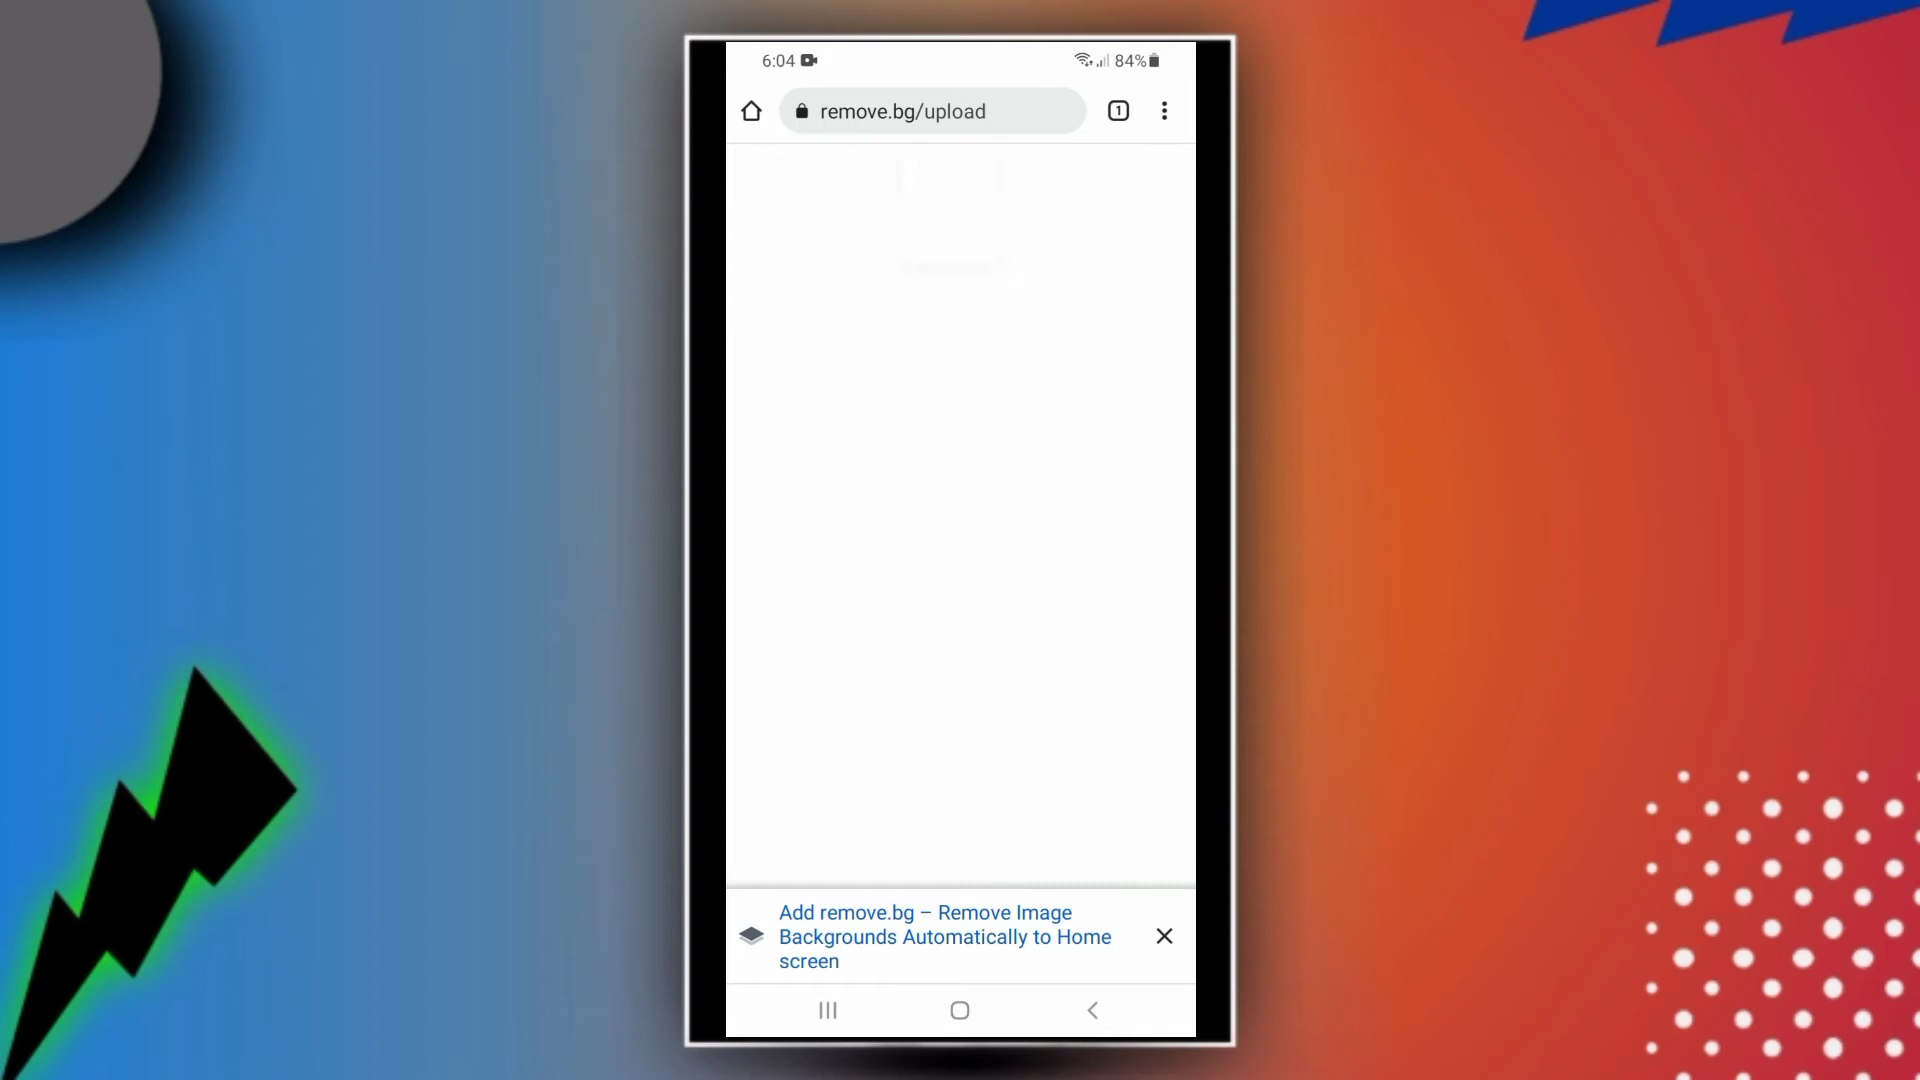 6:04 84%
remove.bg/upload 1
Add remove.bg – Remove Image
Backgrounds Automatically to Home
screen